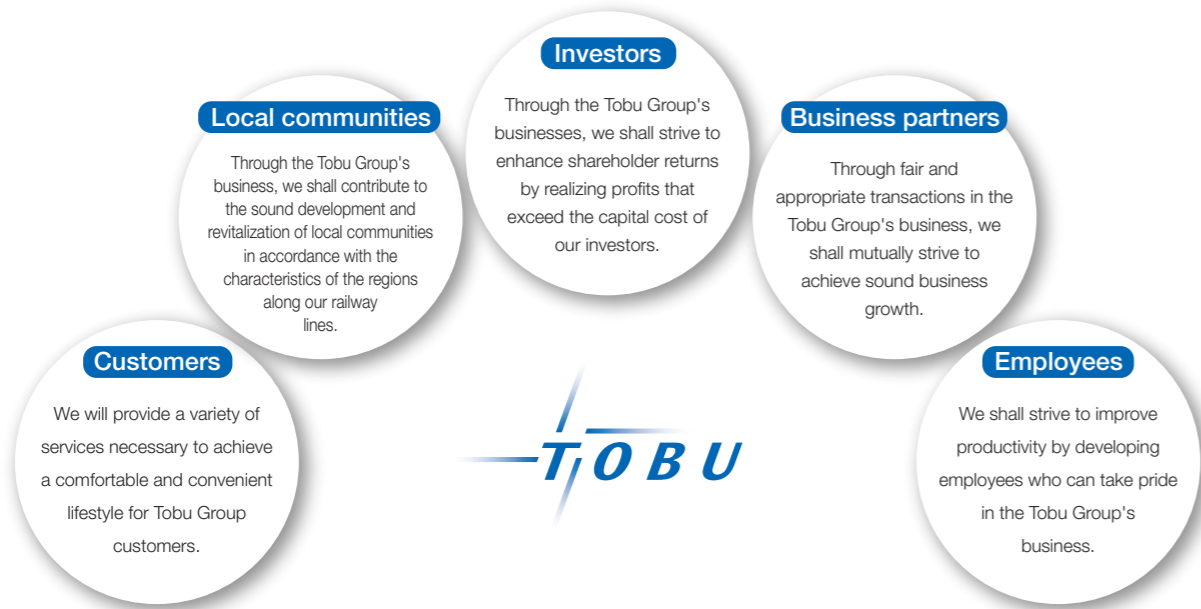 Investors
Through the Tobu Group's
businesses, we shall strive to
enhance shareholder returns
by realizing profits that
exceed the capital cost of
our investors.
Local communities
Through the Tobu Group's
business, we shall contribute to
the sound development and
revitalization of local communities
in accordance with the
characteristics of the regions
along our railway
lines.
Business partners
Through fair and
appropriate transactions in the
Tobu Group's business, we
shall mutually strive to
achieve sound business
growth.
Customers
We will provide a variety of
services necessary to achieve
a comfortable and convenient
lifestyle for Tobu Group
customers.
TOBU
Employees
We shall strive to improve
productivity by developing
employees who can take pride
in the Tobu Group's
business.